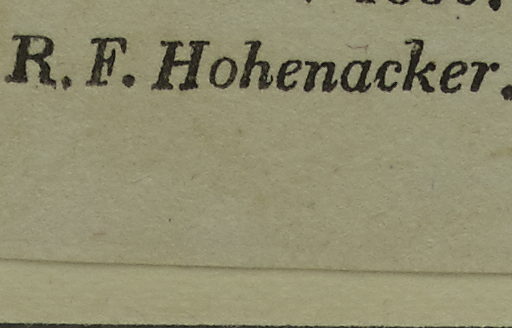 R. F. Hohenacker.